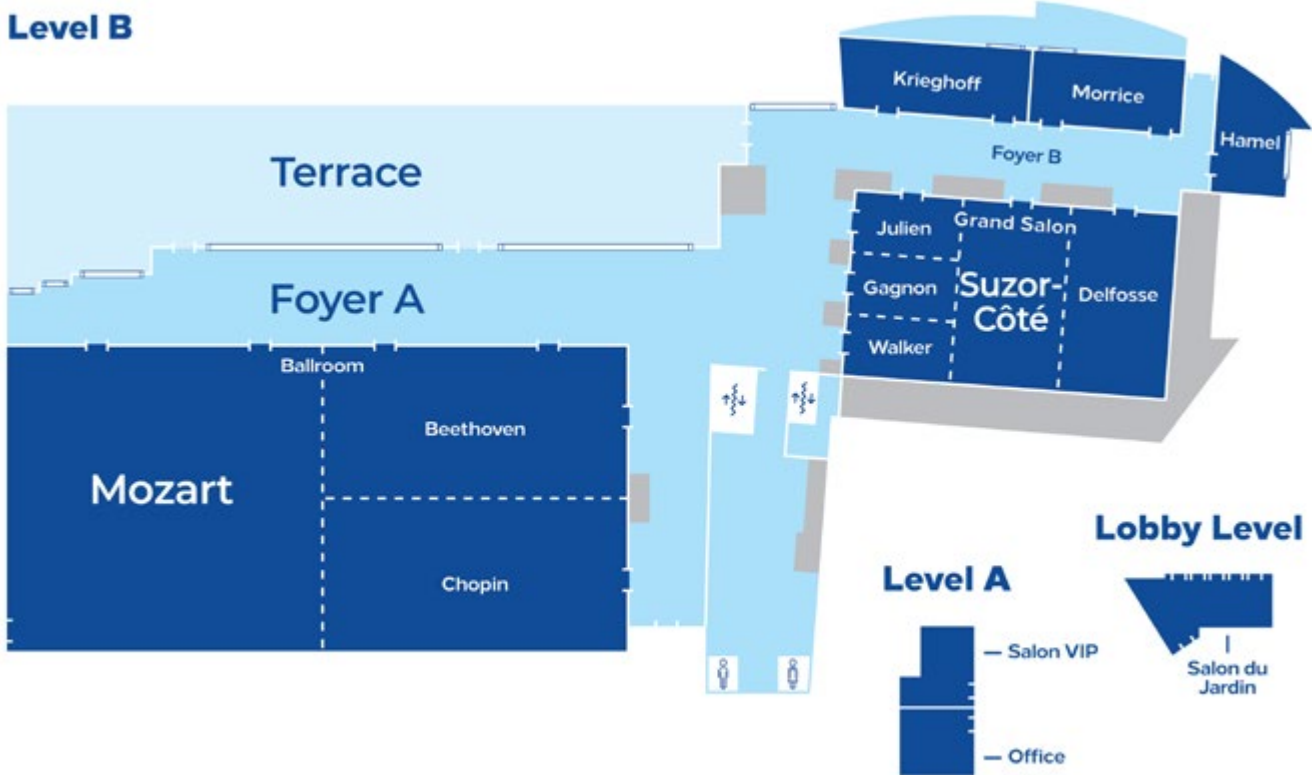 Level B
Krieghoff
Morrice
Hamel
Foyer B
Terrace
Julien
Grand Salon
Gagnon
Suzor-
Côté
Delfosse
Walker
Foyer A
Ballroom
Beethoven
Mozart
Chopin
Lobby Level
Salon du
Jardin
Level A
Salon VIP
Office